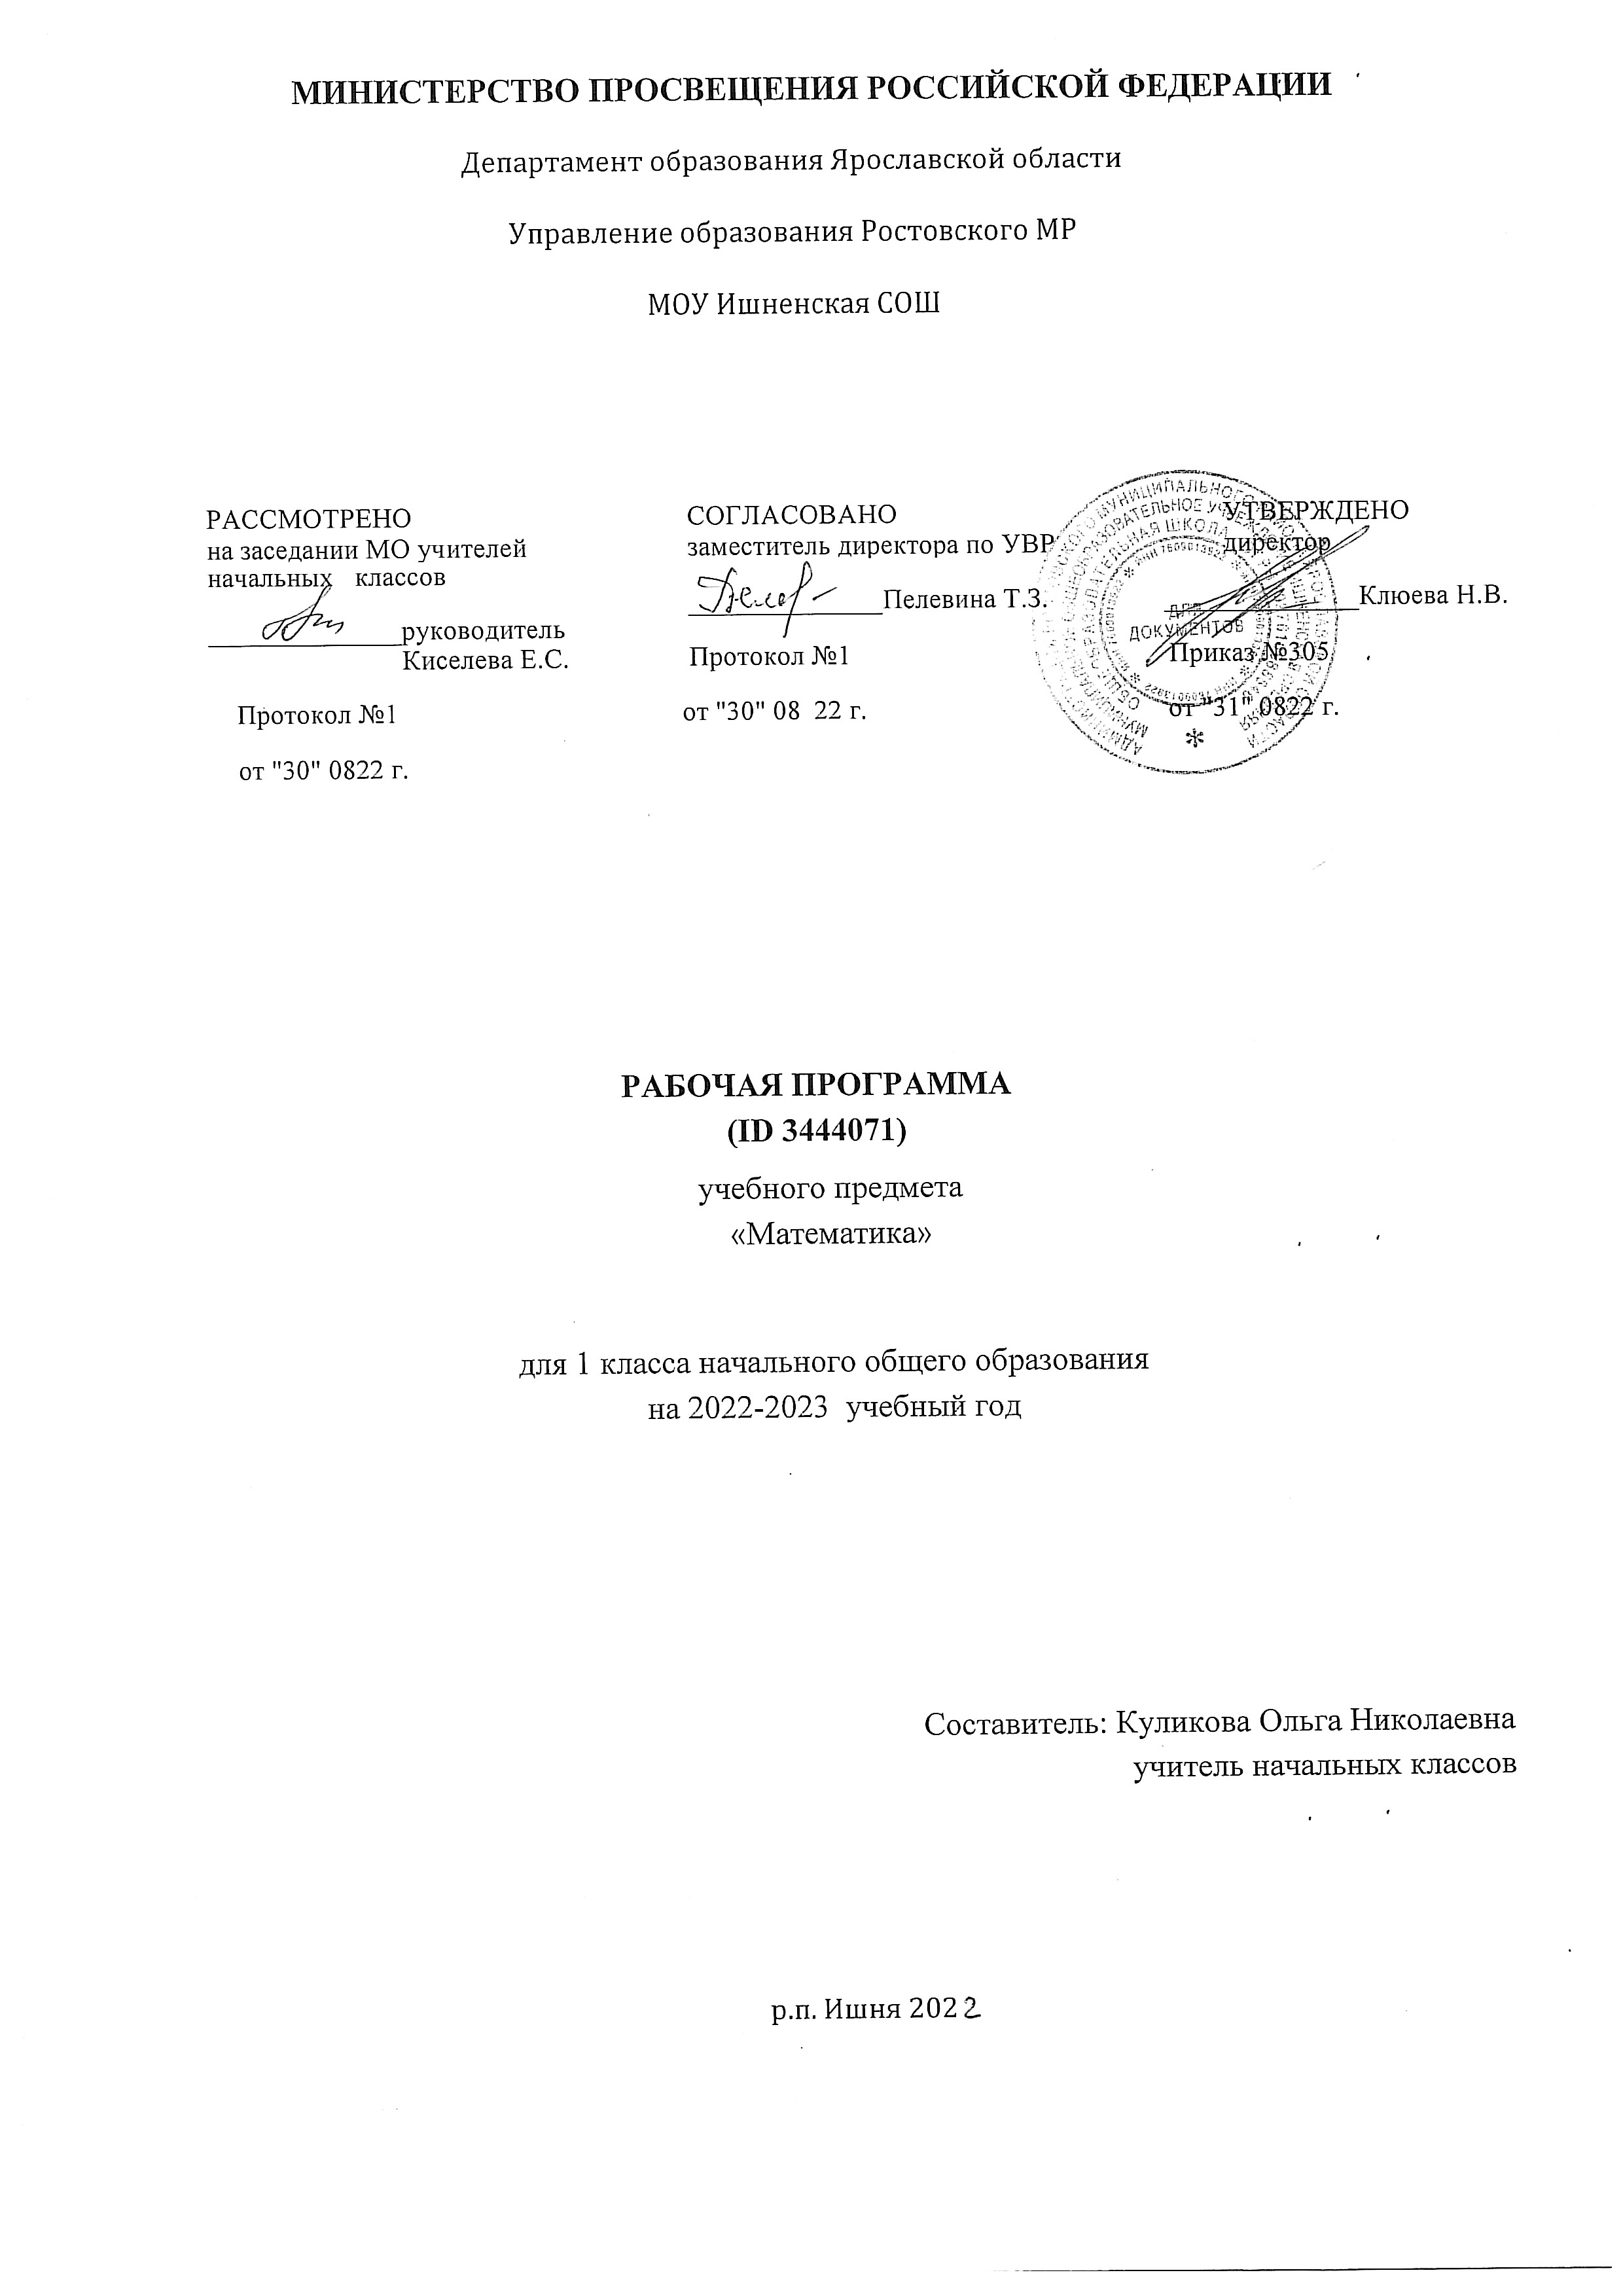 МИНИСТЕРСТВО ПРОСВЕЩЕНИЯ РОССИЙСКОЙ ФЕДЕРАЦИИ
Департамент образования Ярославской области
Управление образования Ростовского МР
МОУ Ишненская СОШ
РАССМОТРЕНО
на заседании МО учителей
начальных классов
руководитель
Киселева Е.С.
Протокол №1
от "30" 0822 г.
СОГЛАСОВАНО
заместитель директора по УВР
Пелевина Т.З.
Протокол №1
от "30" 08 22 г.
УТВЕРЖДЕНО
директор
Клюева Н.В.
Приказ №305
от "31" 0822 г.
ДЛЯ
ДОКУМЕНТОВ
РАБОЧАЯ ПРОГРАММА
(ID 3444071)
учебного предмета
«Математика»
для 1 класса начального общего образования
на 2022-2023 учебный год
Составитель: Куликова Ольга Николаевна
учитель начальных классов
р.п. Ишня 2022